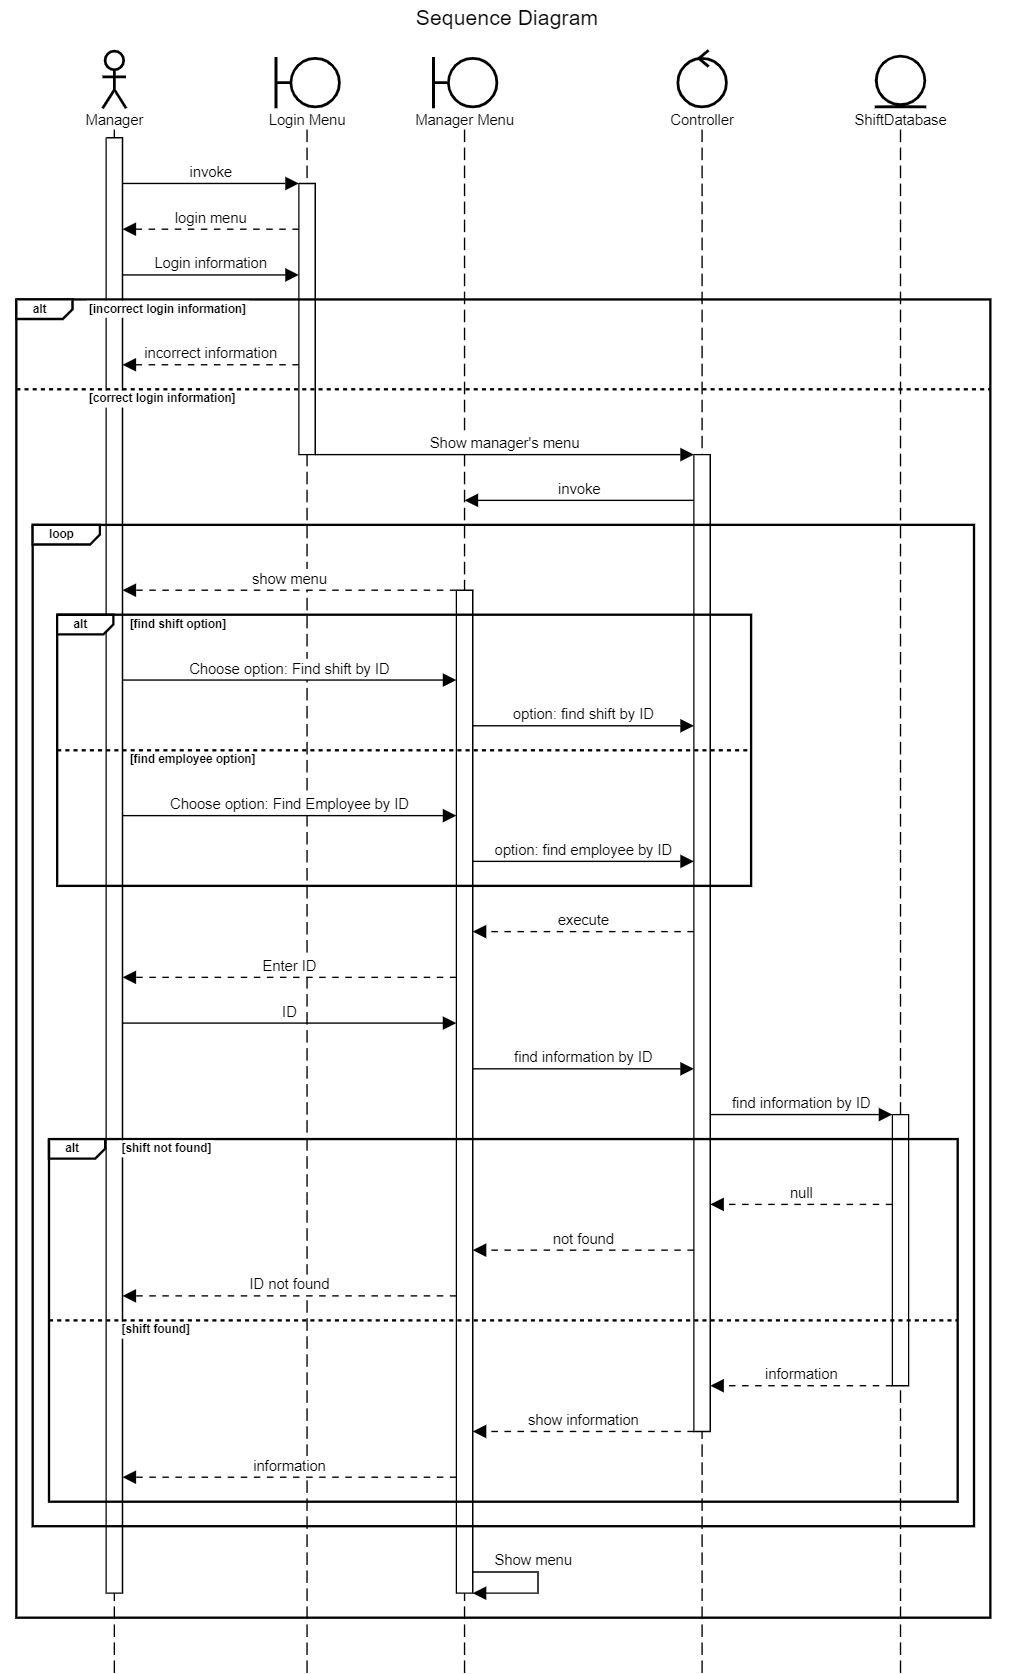 Sequence Diagram
Manager
Login Menu
Manager Menu
Controller
ShiftDatabase
invoke
login menu
Login information
alt
[incorrect login information]
incorrect information
[correct login information]
Show manager's menu
invoke
loop
show menu
alt
[find shift option]
Choose option: Find shift by ID
option: find shift by ID
[find employee option]
Choose option: Find Employee by ID
option: find employee by ID
execute
Enter ID
ID
find information by ID
find information by ID
alt
[shift not found]
null
not found
ID not found
[shift found]
information
show information
information
Show menu